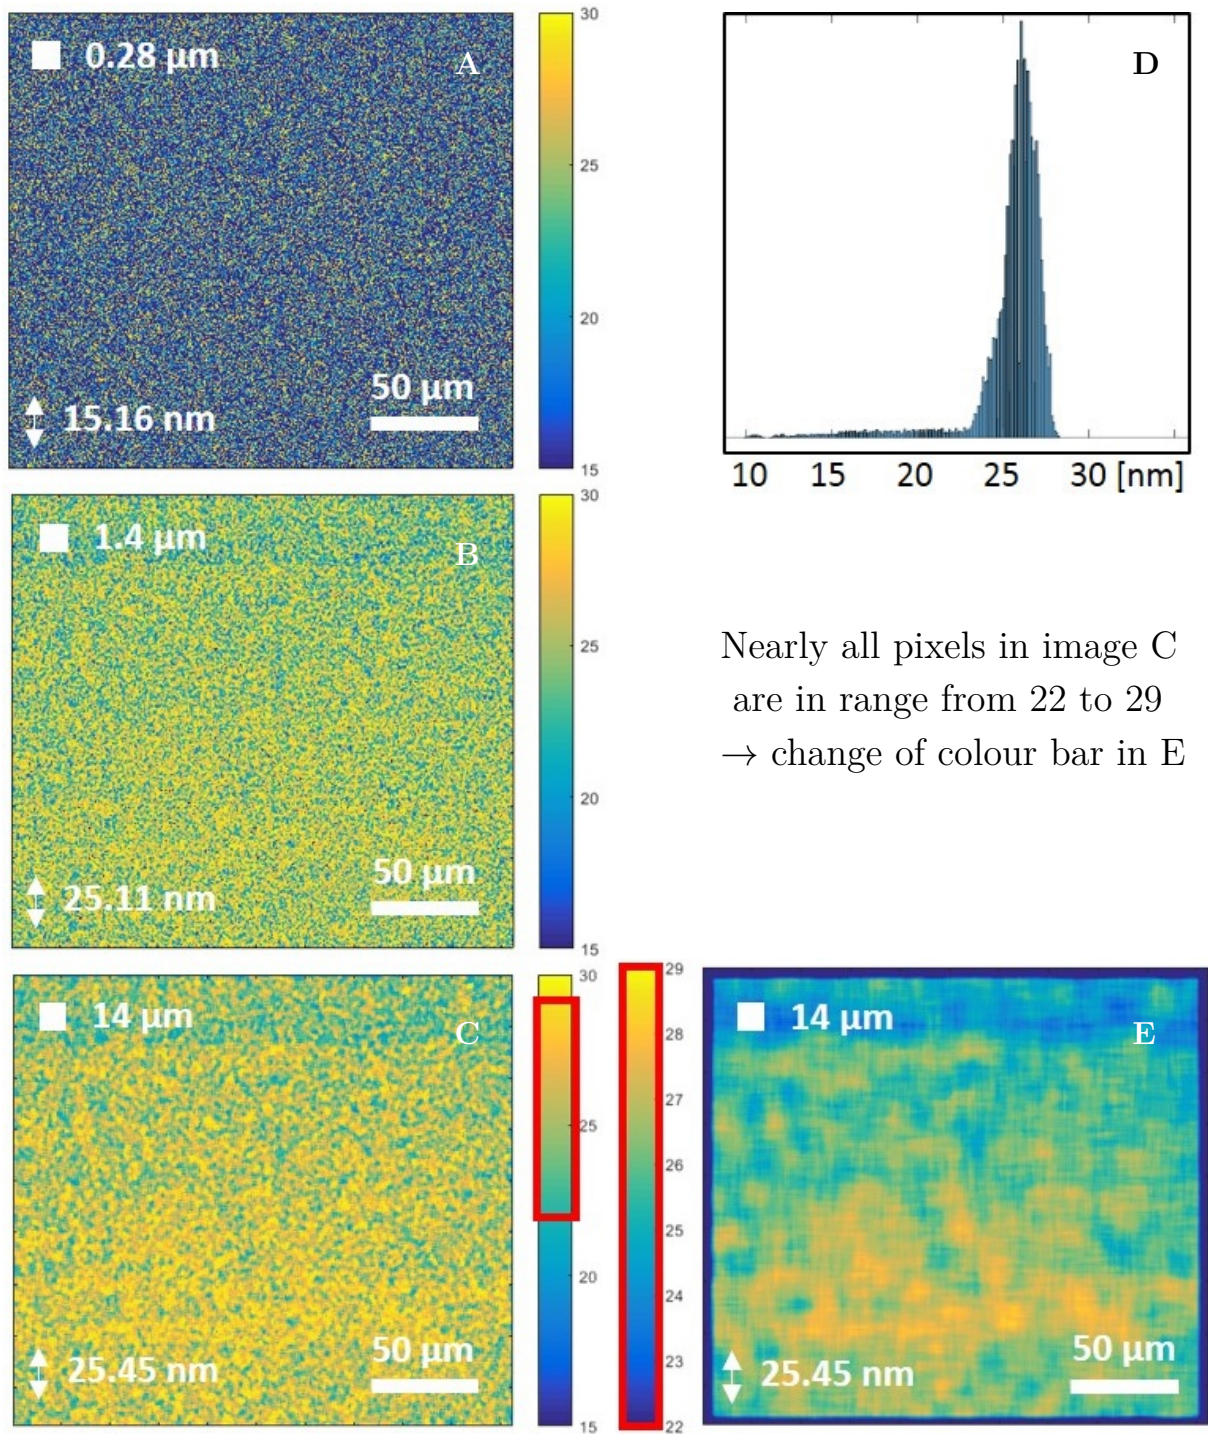 0.28 µm
A
15.16 nm
50 µm
30
25
20
15
D
10 15 20 25 30 [nm]
1.4 µm
B
25.11 nm
50 µm
30
25
20
15
Nearly all pixels in image C
are in range from 22 to 29
→ change of colour bar in E
14 µm
C
25.45 nm
50 µm
30
25
20
15
29
28
27
26
25
24
23
22
14 µm
E
25.45 nm
50 µm